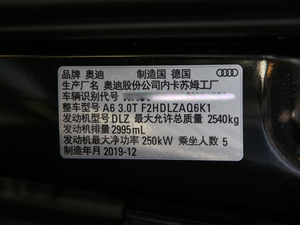 品牌 奥迪 制造国 德国
生产厂名 奥迪股份公司内卡苏姆工厂
车辆识别代号
整车型号 A6 3.0T F2HDLZAQ6K1
发动机型号 DLZ 最大允许总质量 2540kg
发动机排量 2995mL
发动机最大净功率 250kW 乘坐人数 5
制造年月 2019-12